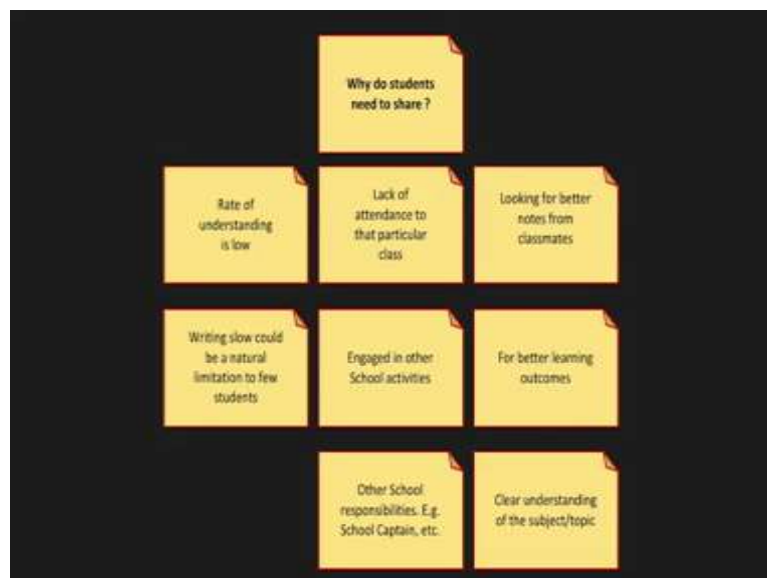 Why do students
need to share ?
Rate of
understanding
is low
Lack of
attendance to
that particular
class
Looking for better
notes from
classmates
Writing slow could
be a natural
limitation to few
students
Engaged in other
School activities
For better learning
outcomes
Other School
responsibilities. E.g.
School Captain, etc.
Clear understanding
of the subject/topic